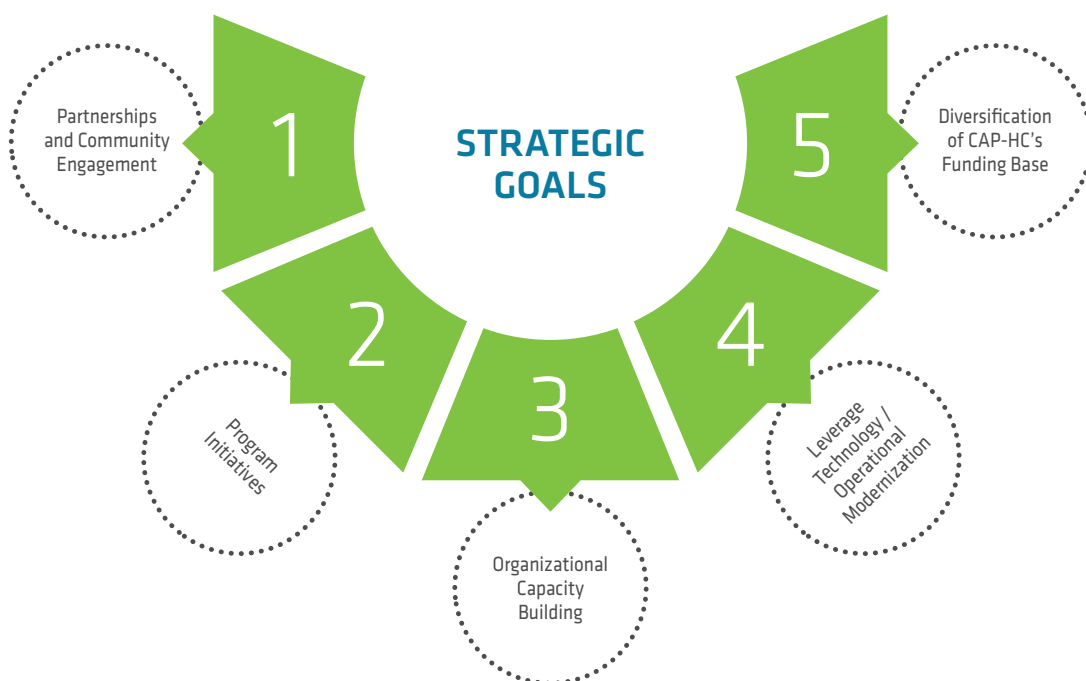 STRATEGIC
GOALS
1
Partnerships
and Community
Engagement
2
Program
Initiatives
3
Organizational
Capacity
Building
4
Leverage
Technology /
Operational
Modernization
5
Diversification
of CAP-HC's
Funding Base